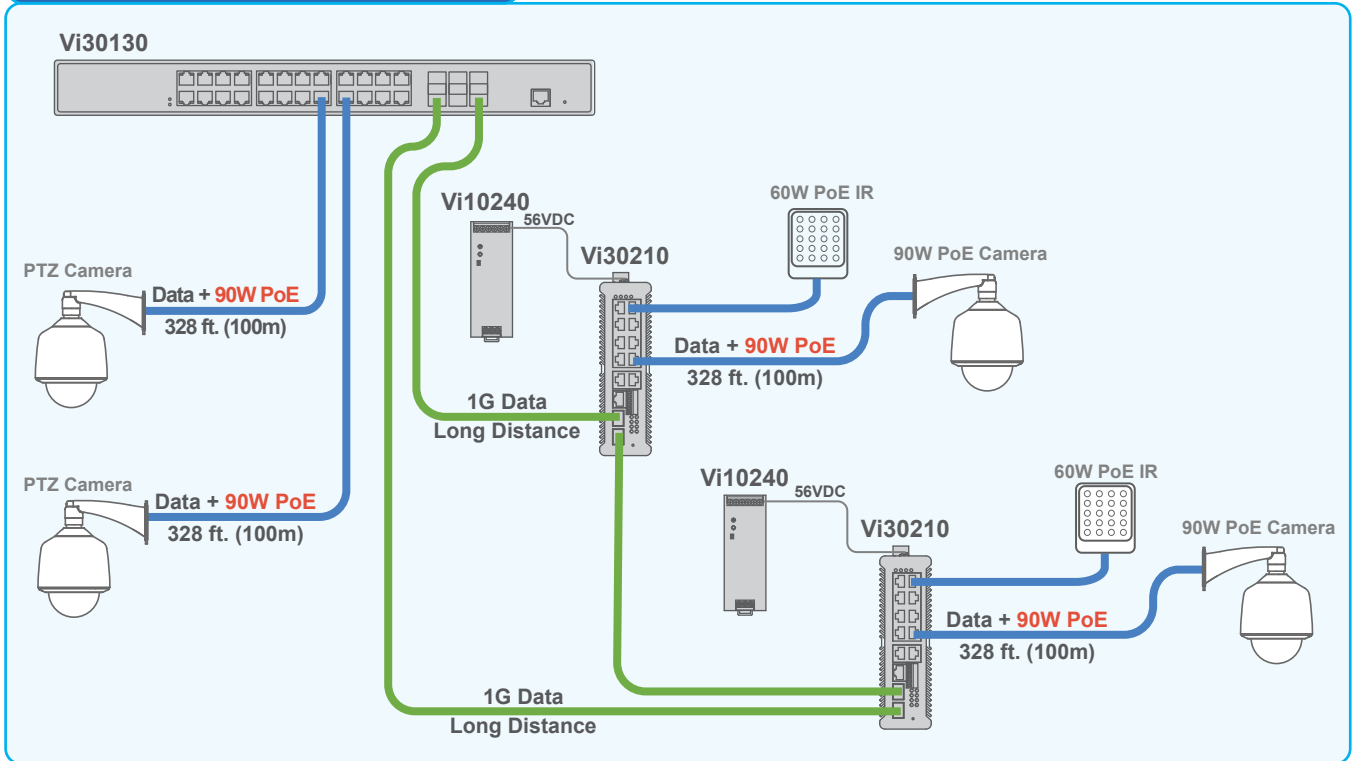 Vi30130
Vi10240
56VDC
60W PoE IR
Vi30210
90W PoE Camera
PTZ Camera
Data + 90W PoE
328 ft. (100m)
Data + 90W PoE
328 ft. (100m)
1G Data
Long Distance
PTZ Camera
Data + 90W PoE
328 ft. (100m)
Vi10240
56VDC
60W PoE IR
Vi30210
90W PoE Camera
Data + 90W PoE
328 ft. (100m)
1G Data
Long Distance